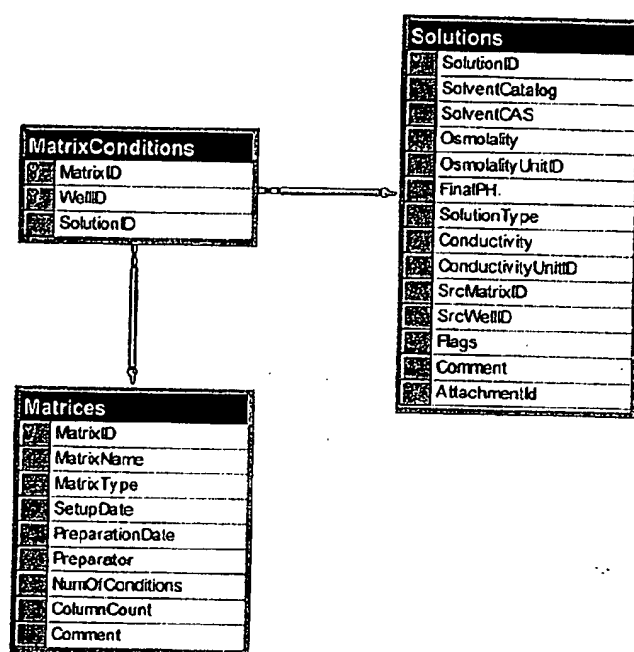 Solutions
SolutionID
SolventCatalog
SolventCAS
Osmolality
OsmolalityUnitID
FinalPH.
SolutionType
Conductivity
ConductivityUnitID
SrcMatrixID
SrcWellID
Flags
Comment
AttachmentId
MatrixConditions
MatrixID
WellID
SolutionID
Matrices
MatrixID
MatrixName
MatrixType
SetupDate
PreparationDate
Preparator
NumOfConditions
ColumnCount
Comment